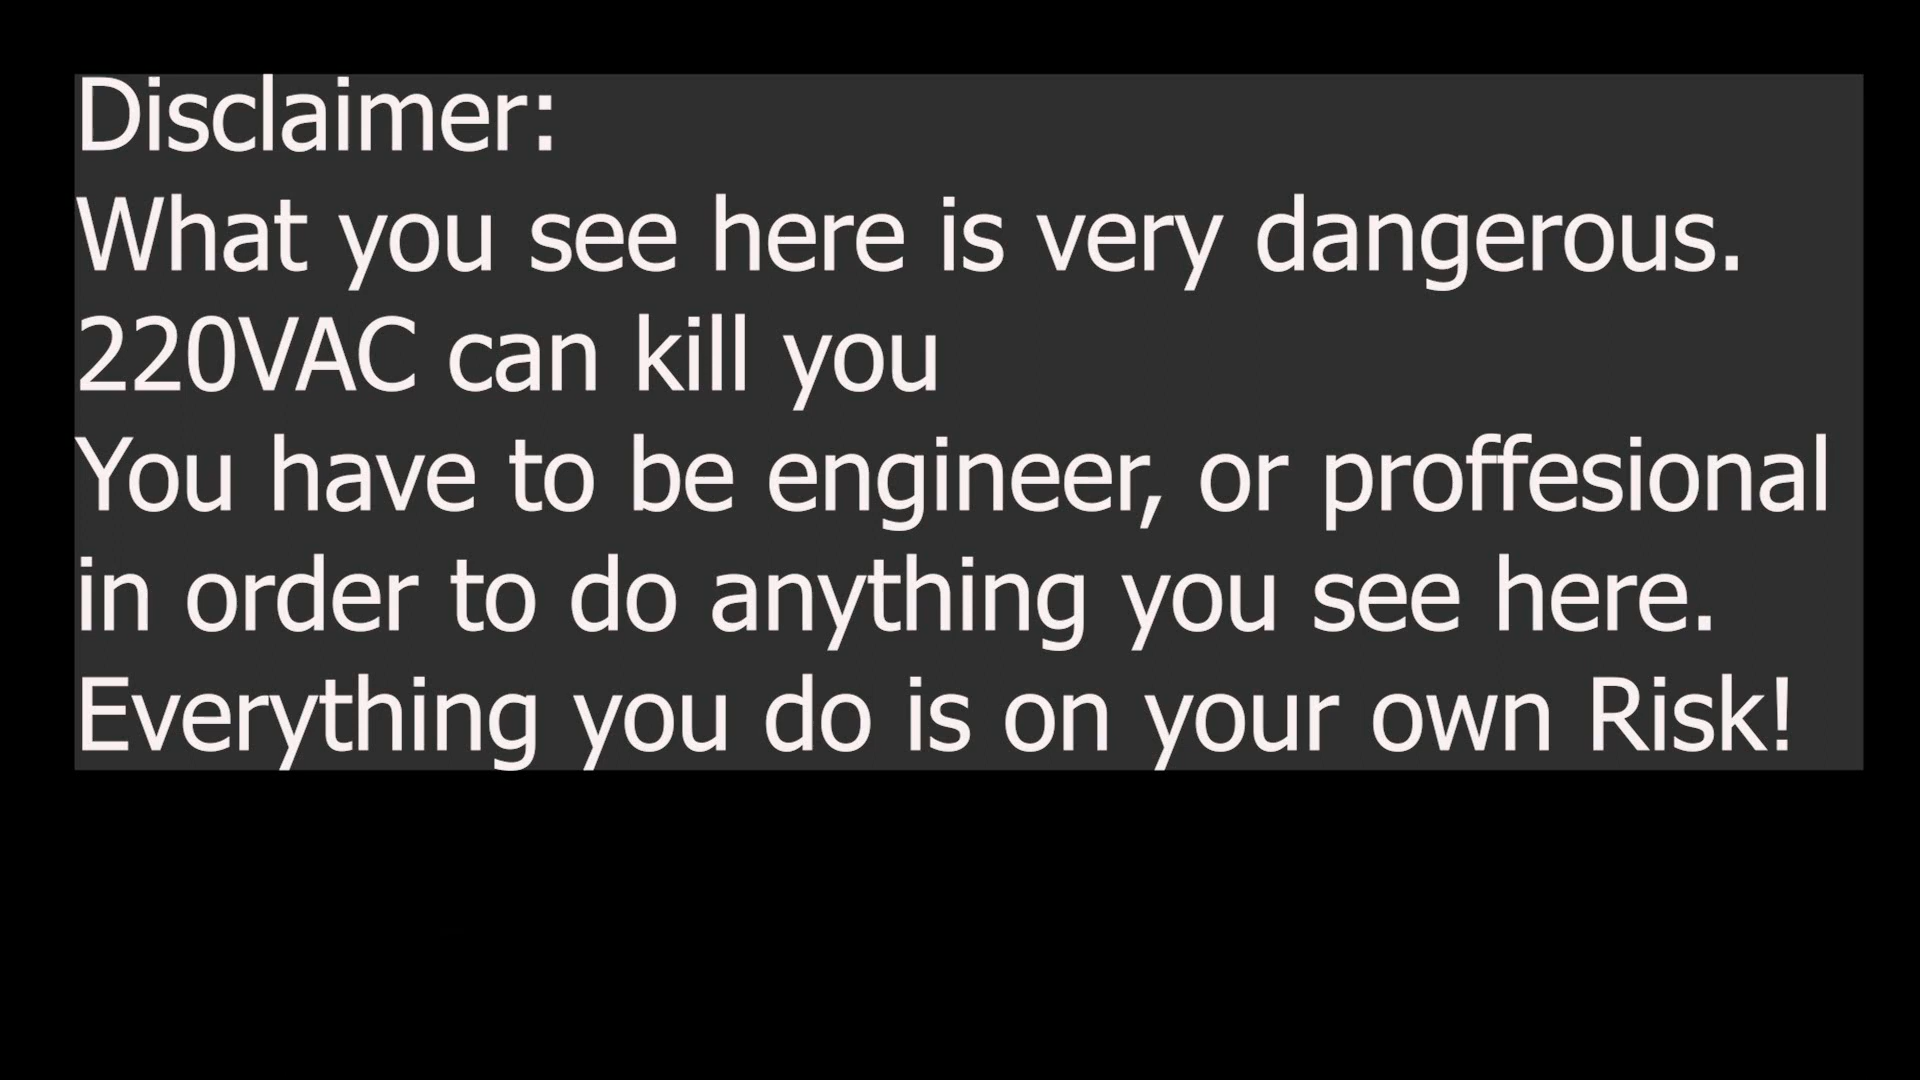 Disclaimer:
What you see here is very dangerous.
220VAC can kill you
You have to be engineer, or proffesional
in order to do anything you see here.
Everything you do is on your own Risk!